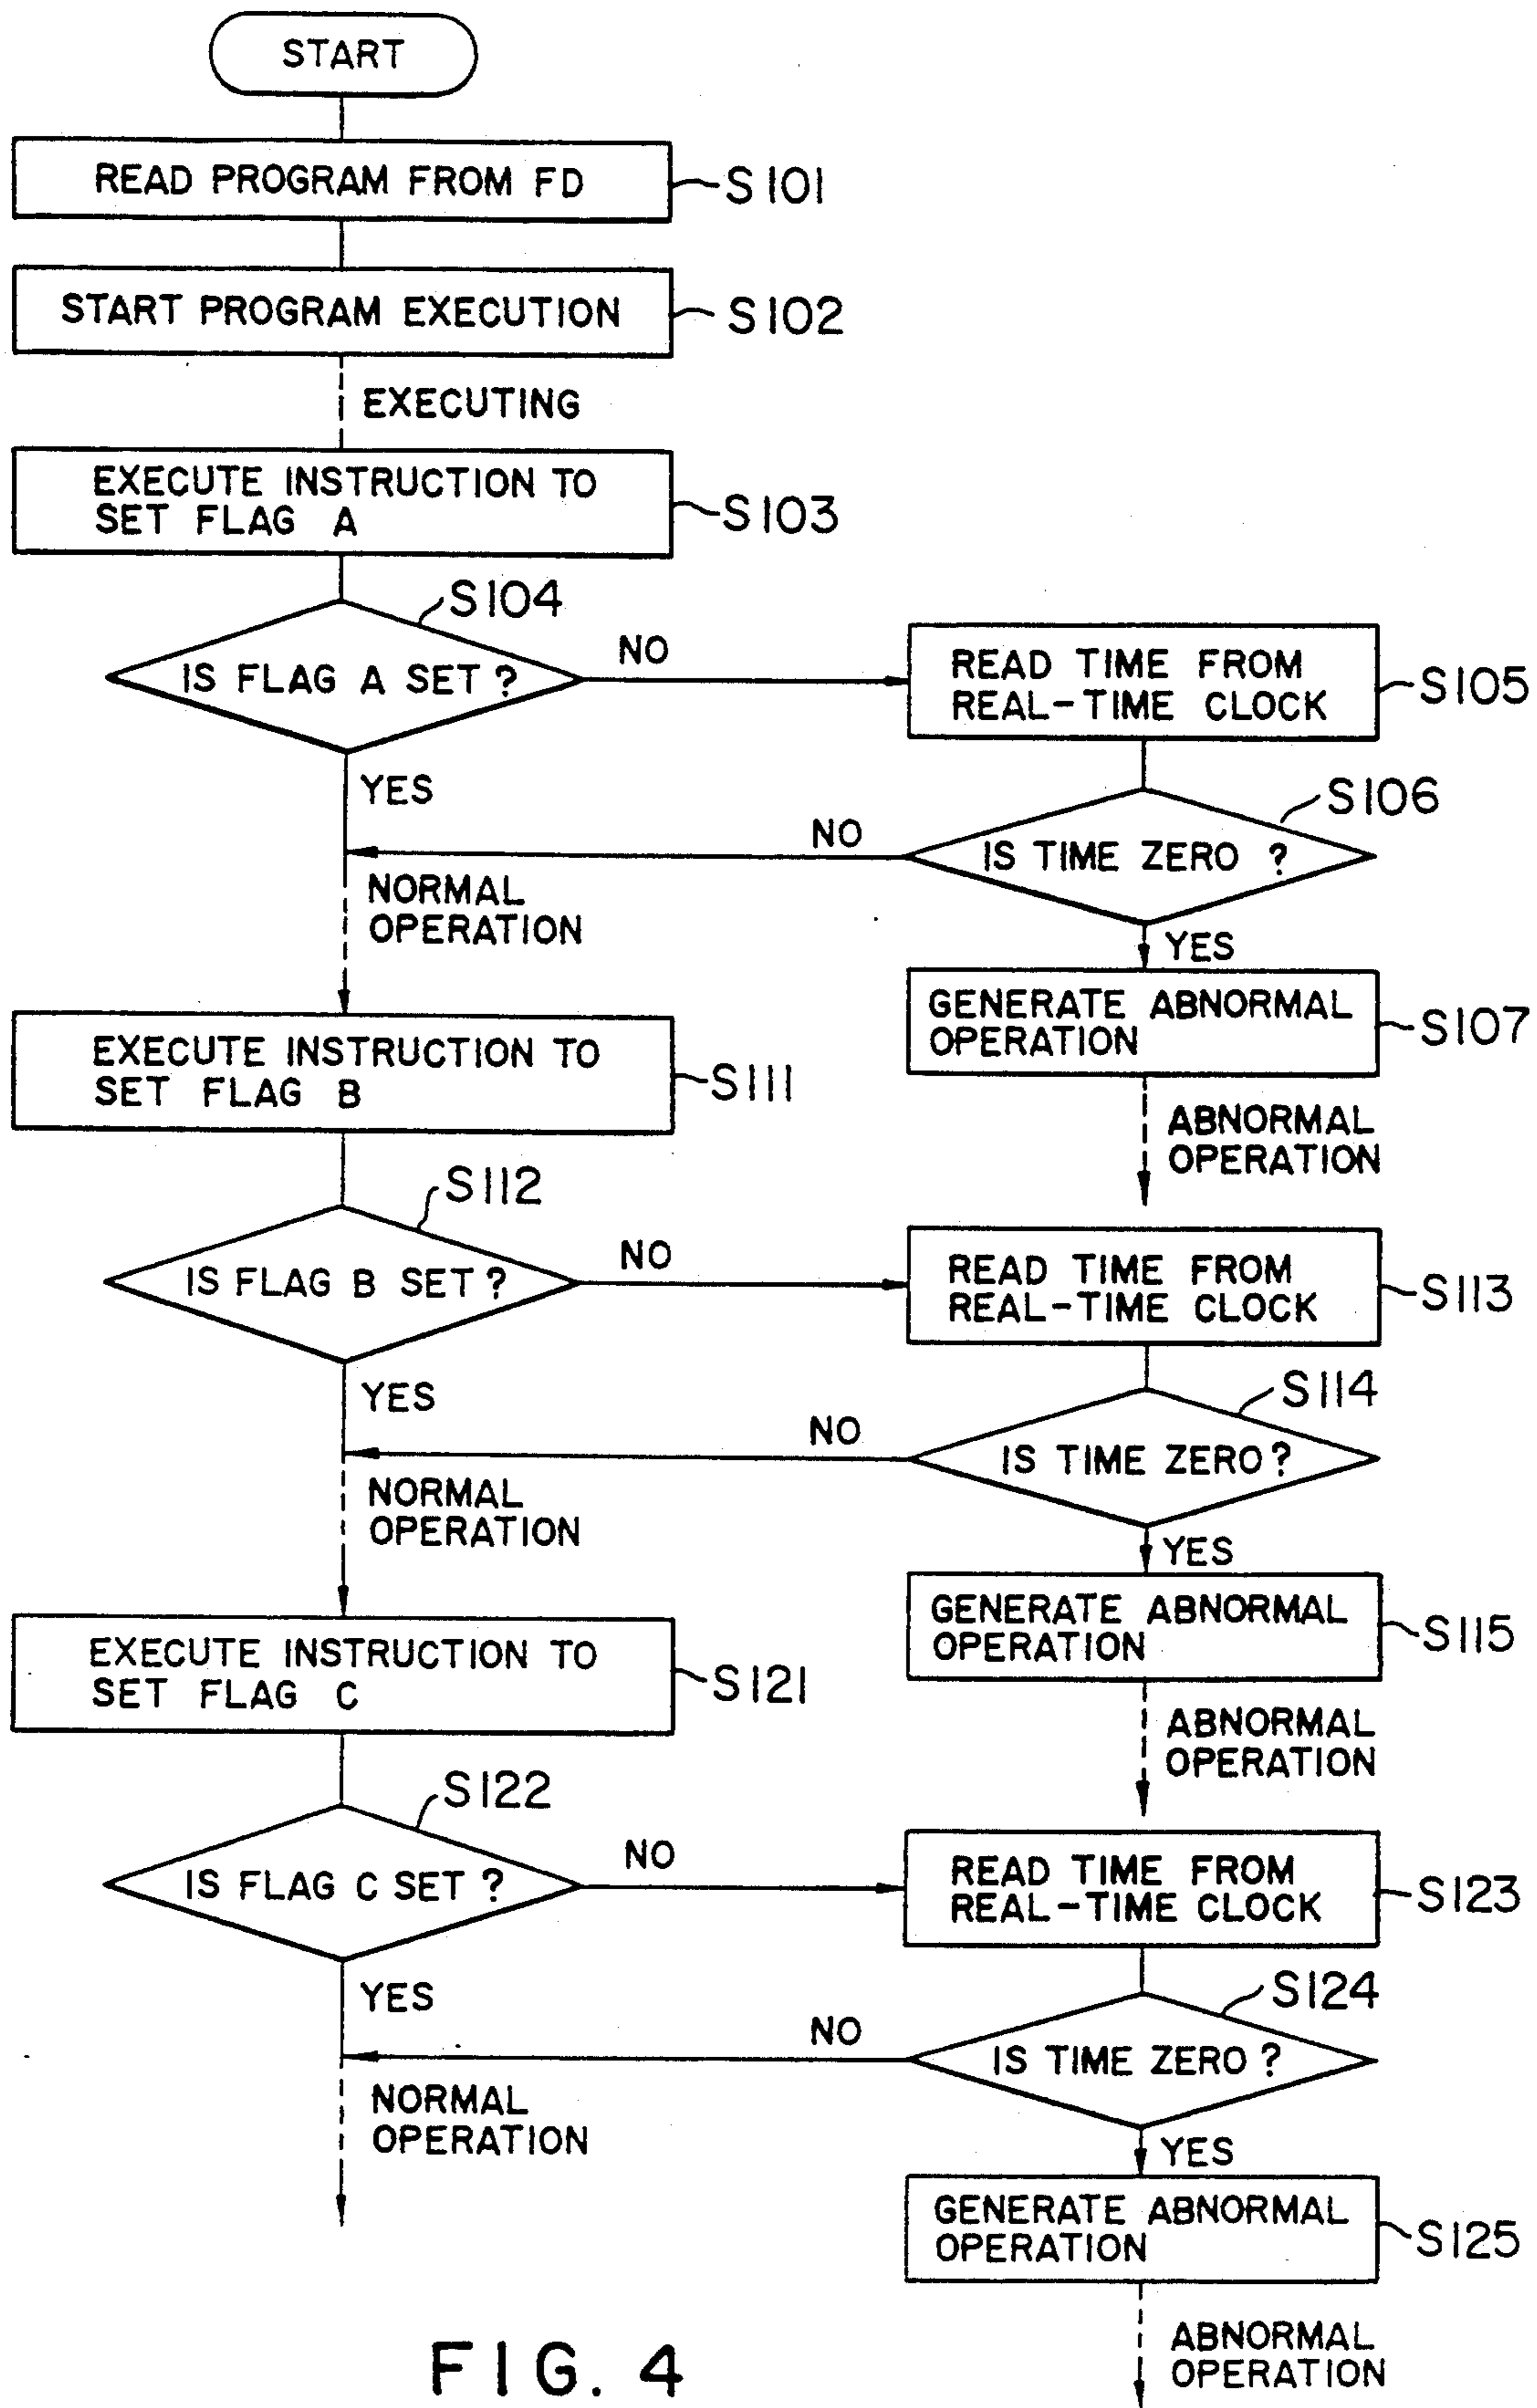 START
READ PROGRAM FROM FD
S101
START PROGRAM EXECUTION
S102
EXECUTING
EXECUTE INSTRUCTION TO
SET FLAG A
S103
S104
IS FLAG A SET ?
NO
YES
READ TIME FROM
REAL-TIME CLOCK
S105
S106
IS TIME ZERO ?
NO
YES
NORMAL
OPERATION
GENERATE ABNORMAL
OPERATION
S107
ABNORMAL
OPERATION
EXECUTE INSTRUCTION TO
SET FLAG B
S111
S112
IS FLAG B SET ?
NO
YES
READ TIME FROM
REAL-TIME CLOCK
S113
S114
IS TIME ZERO ?
NO
YES
NORMAL
OPERATION
GENERATE ABNORMAL
OPERATION
S115
ABNORMAL
OPERATION
EXECUTE INSTRUCTION TO
SET FLAG C
S121
S122
IS FLAG C SET ?
NO
YES
READ TIME FROM
REAL-TIME CLOCK
S123
S124
IS TIME ZERO ?
NO
YES
NORMAL
OPERATION
GENERATE ABNORMAL
OPERATION
S125
ABNORMAL
OPERATION
FIG. 4